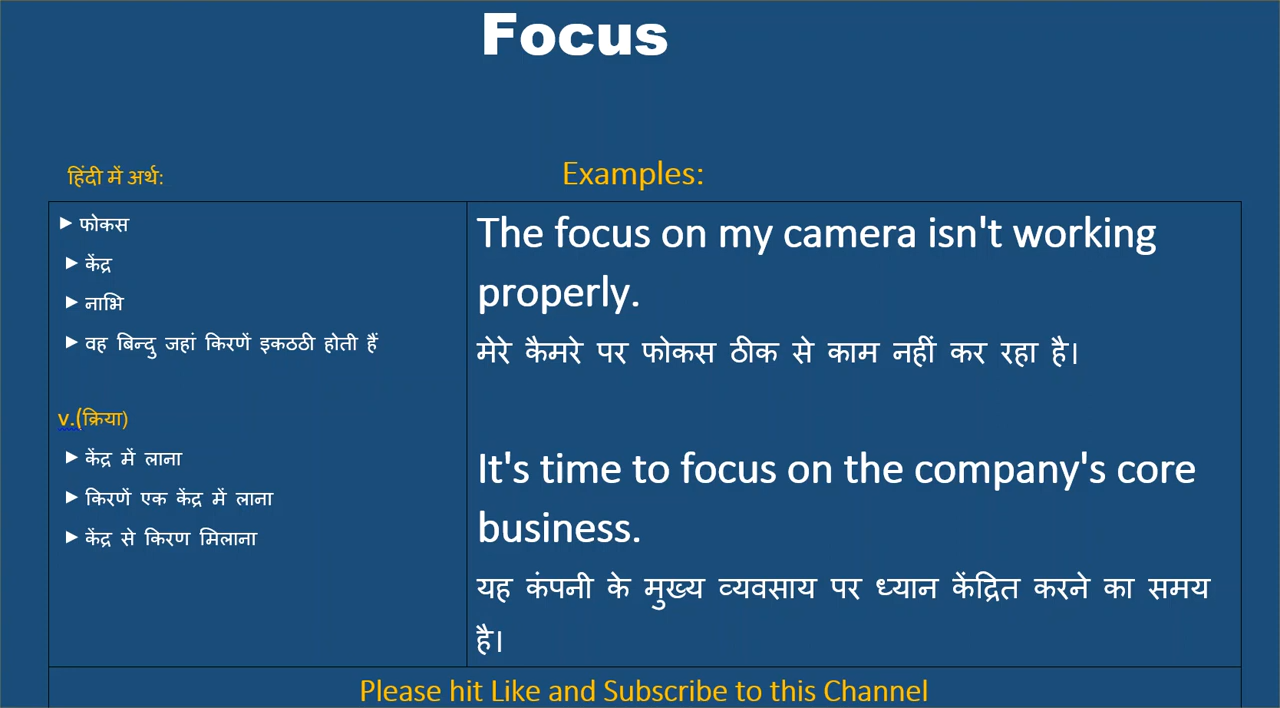 Focus
हिंदी में अर्थ:
▶ फोकस
▶ केंद्र
▶ नाभि
▶ वह बिन्दु जहां किरणें इकठठी होती हैं
v.(क्रिया)
▶ केंद्र में लाना
▶ किरणें एक केंद्र में लाना
▶ केंद्र से किरण मिलाना
Examples:
The focus on my camera isn't working
properly.
मेरे कैमरे पर फोकस ठीक से काम नहीं कर रहा है।
It's time to focus on the company's core
business.
यह कंपनी के मुख्य व्यवसाय पर ध्यान केंद्रित करने का समय
है।
Please hit Like and Subscribe to this Channel